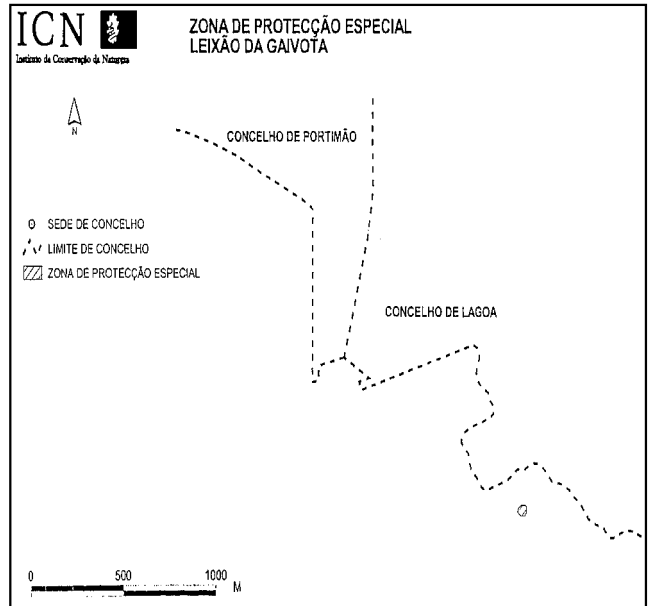 ICN
Instituto da Conservação da Natureza
ZONA DE PROTECÇÃO ESPECIAL
LEIXÃO DA GAIVOTA
N
CONCELHO DE PORTIMÃO
SEDE DE CONCELHO
LIMITE DE CONCELHO
ZONA DE PROTECÇÃO ESPECIAL
CONCELHO DE LAGOA
0 500 1000 M